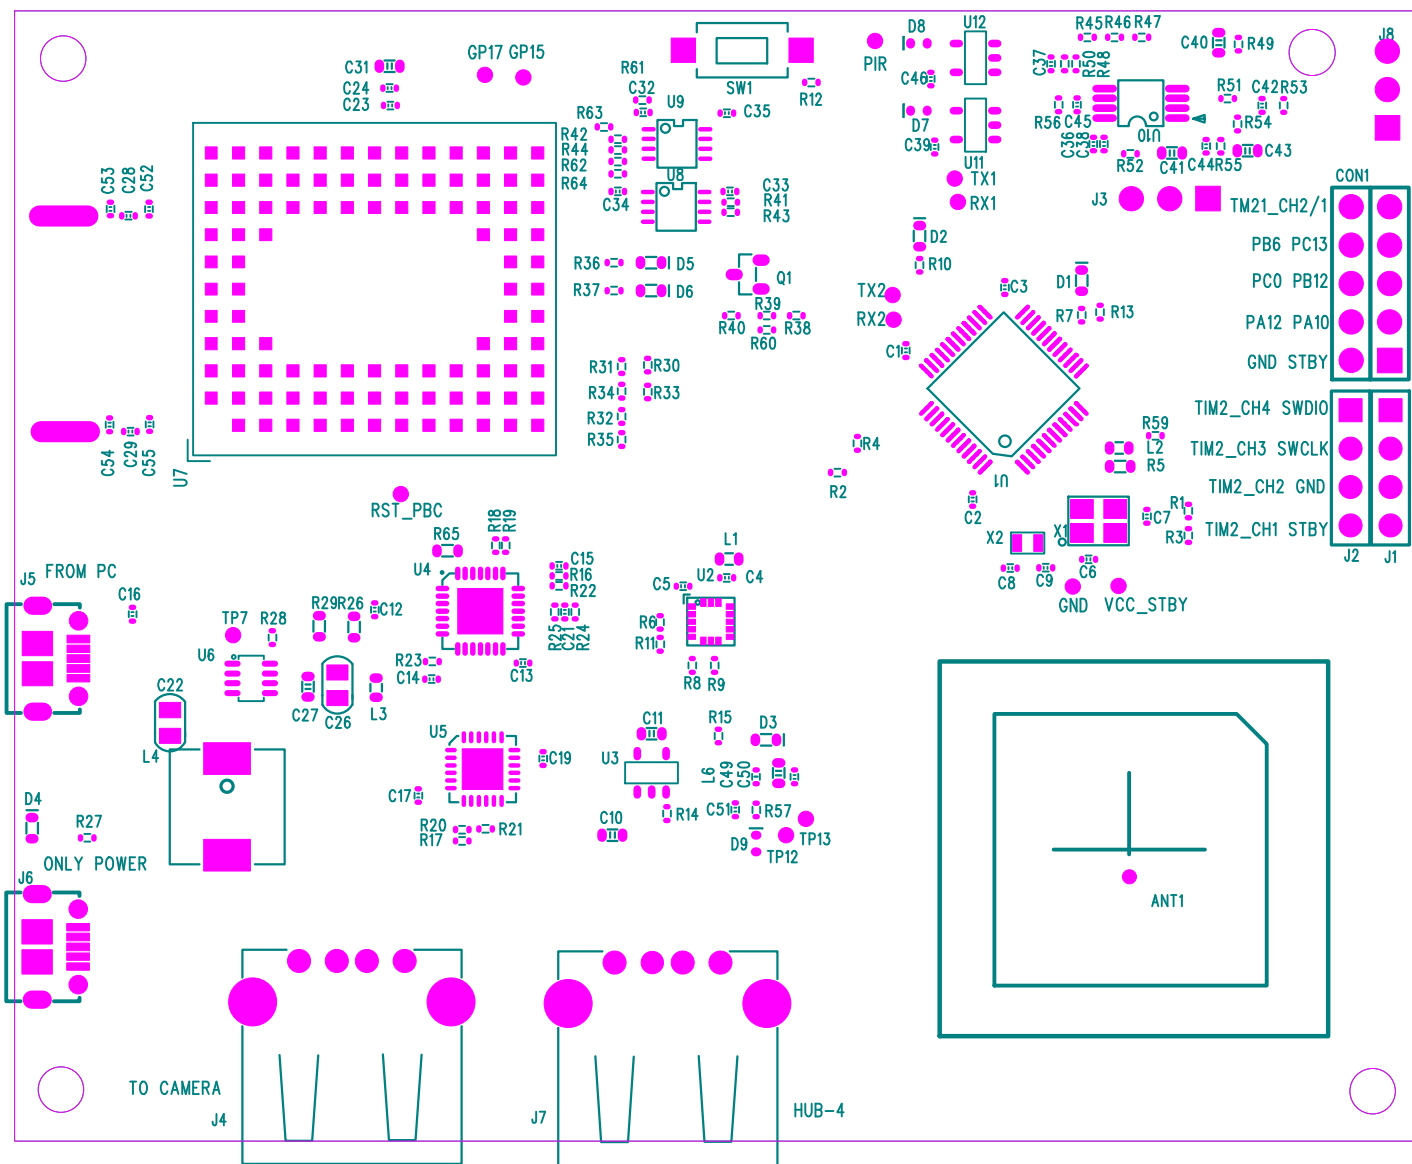 GP17 GP15
C31
C24
C23
R61
C32
U9
R63
R42
R44
R62
R64
C34
U8
C35
C33
R41
R43
SW1
R12
D8
U12
PIR
C46
D7
C39
U11
TX1
RX1
R45 R46 R47
C37
R50
R48
C40
R49
R56
C45
C36
C38
U10
R52
C41
C44
R55
C43
R51
C42
R53
R54
J8
J3
CON1
TM21_CH2/1
PB6 PC13
PC0 PB12
PA12 PA10
GND STBY
TIM2_CH4 SWDIO
TIM2_CH3 SWCLK
TIM2_CH2 GND
TIM2_CH1 STBY
J2
J1
C53
C28
C52
C54
C29
C55
U7
R36
D5
R37
D6
Q1
R39
R40
R38
R60
R31
R30
R34
R33
R32
R35
D2
R10
TX2
RX2
C3
D1
R7
R13
C1
U1
R4
R2
R59
L2
R5
C2
X2
X1
C7
R1
R3
C8
C9
C6
GND
VCC_STBY
RST_PBC
R65
R18
R19
U4
C15
R16
R22
R25
C21
R24
L1
U2
C4
C5
R6
R11
R8
R9
FROM PC
J5
C16
TP7
R28
U6
R29
R26
C12
R23
C14
C13
C22
C27
C26
L3
L4
U5
C19
C17
R20
R17
R21
C11
U3
C10
R14
R15
D3
L6
C49
C50
C51
R57
D9
TP13
TP12
D4
R27
ONLY POWER
J6
ANT1
TO CAMERA
J4
J7
HUB-4